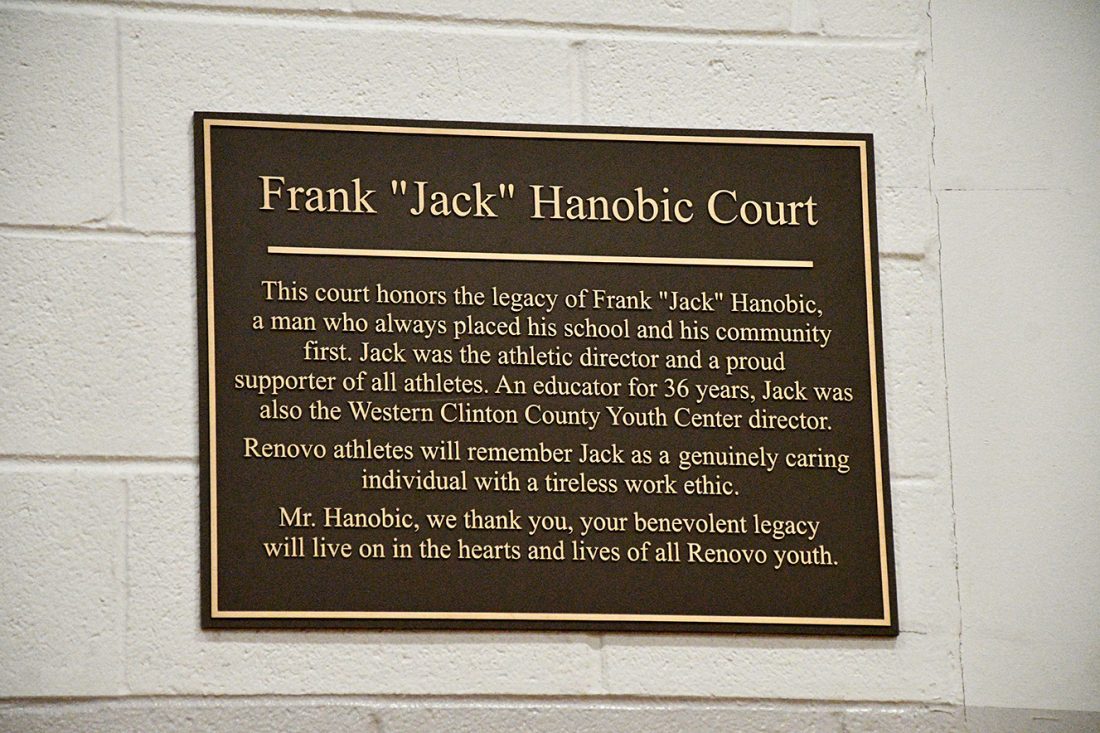 Frank "Jack" Hanobic Court
This court honors the legacy of Frank "Jack" Hanobic,
a man who always placed his school and his community
first. Jack was the athletic director and a proud
supporter of all athletes. An educator for 36 years, Jack was
also the Western Clinton County Youth Center director.
Renovo athletes will remember Jack as a genuinely caring
individual with a tireless work ethic.
Mr. Hanobic, we thank you, your benevolent legacy
will live on in the hearts and lives of all Renovo youth.